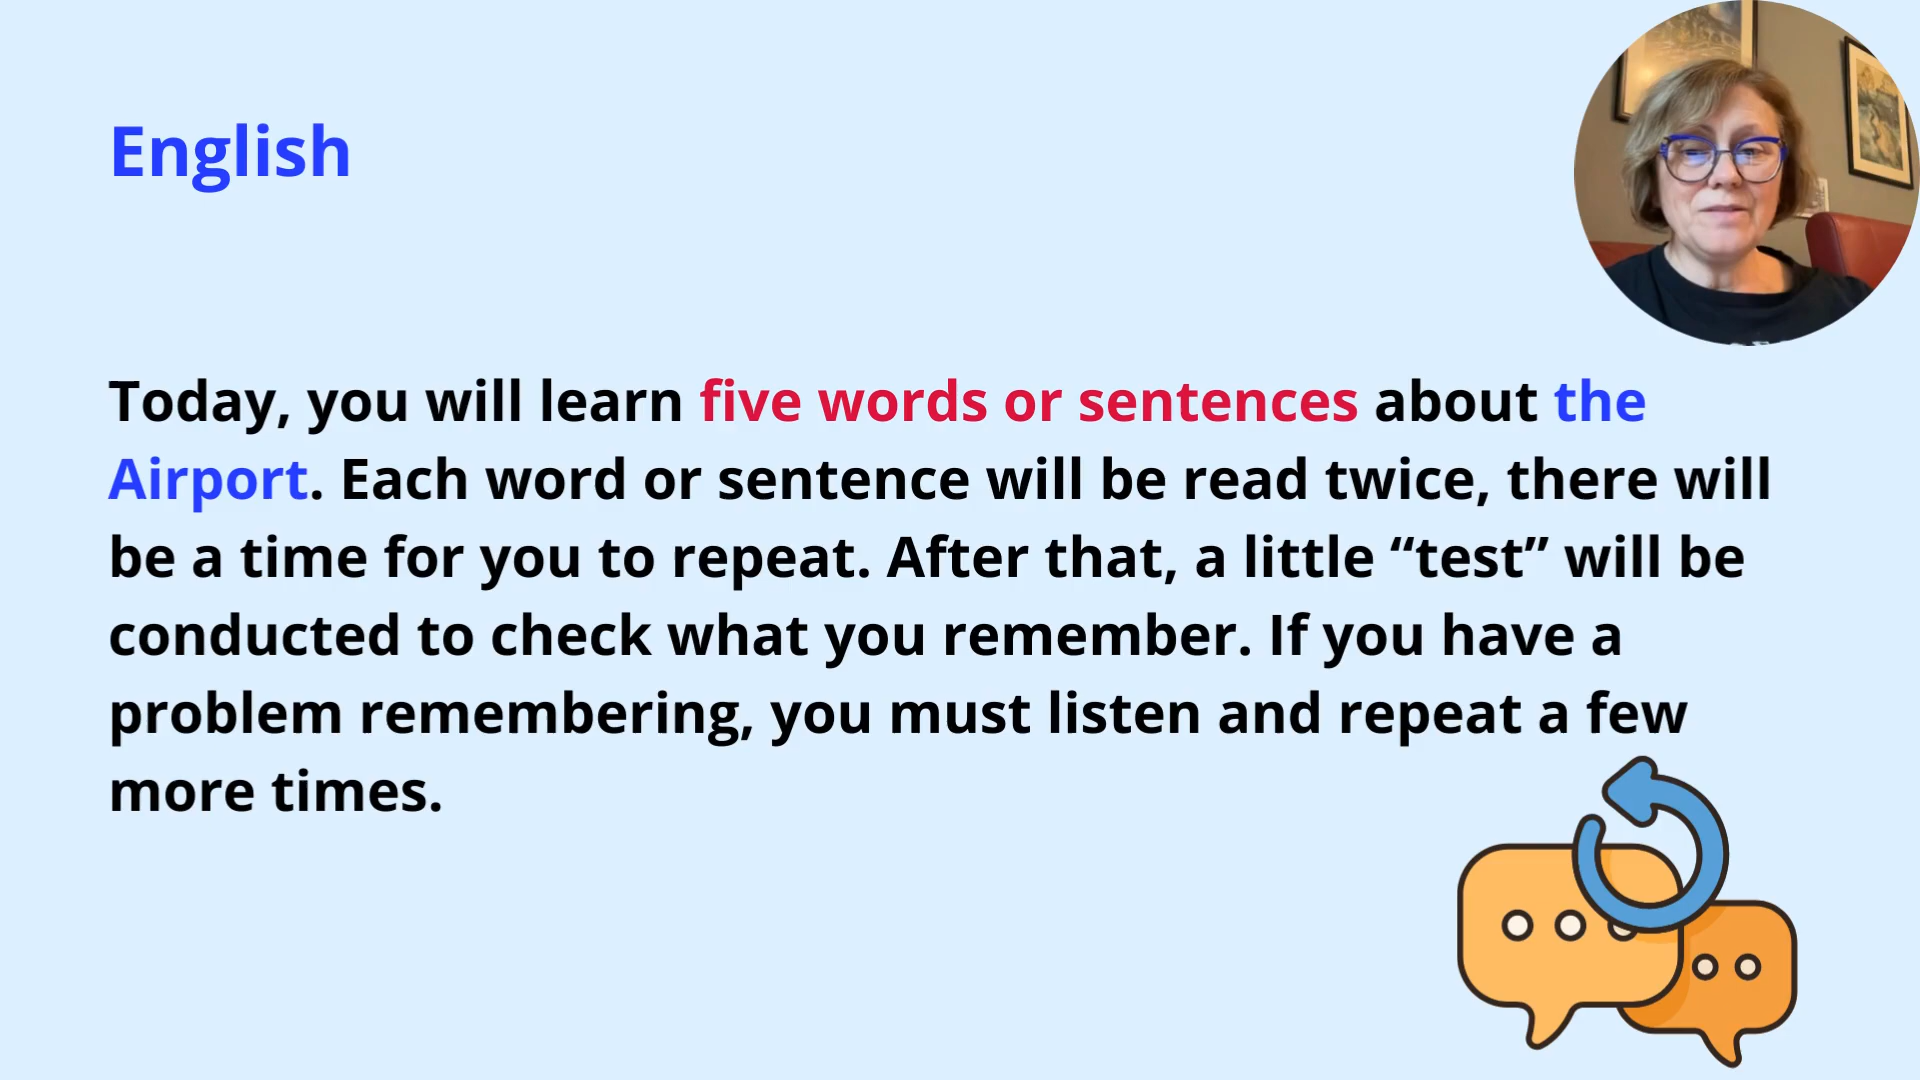 English
Today, you will learn five words or sentences about the
Airport. Each word or sentence will be read twice, there will
be a time for you to repeat. After that, a little “test” will be
conducted to check what you remember. If you have a
problem remembering, you must listen and repeat a few
more times.